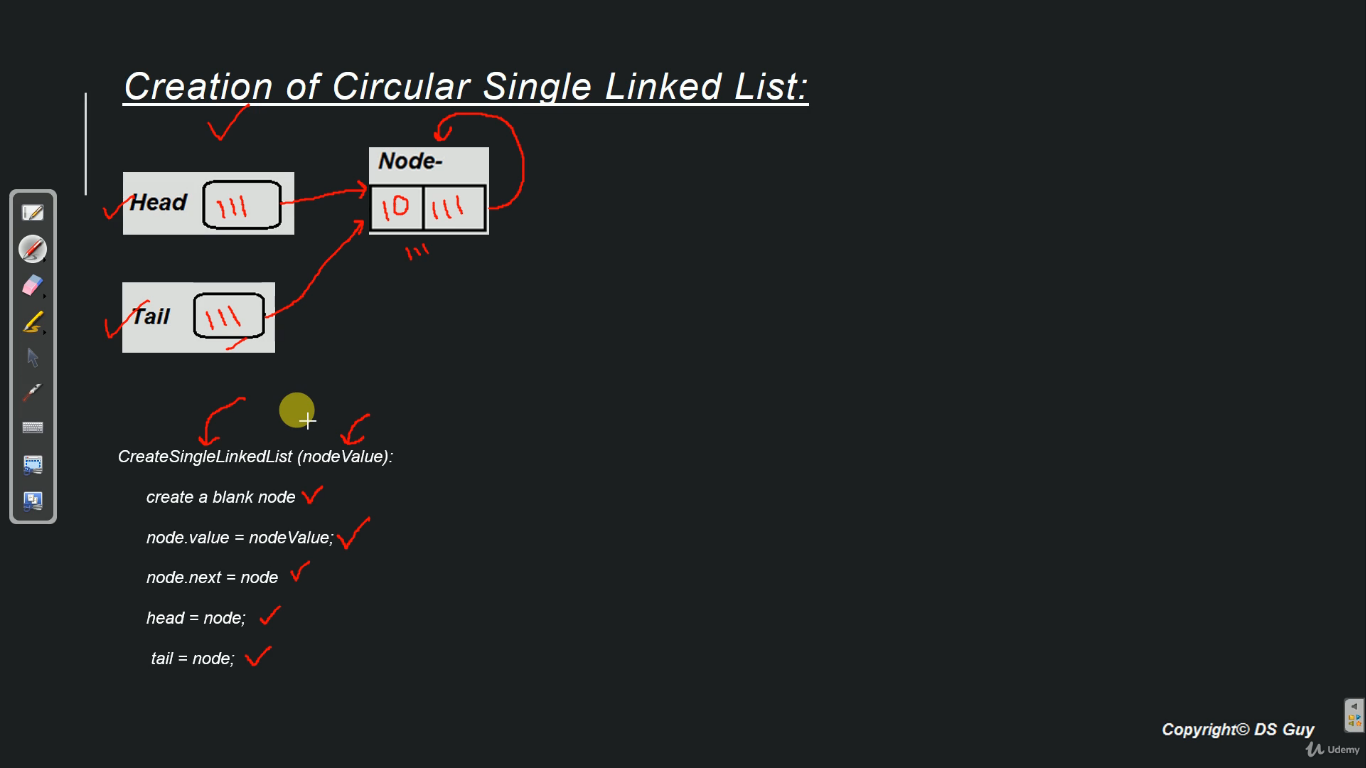 Creation of Circular Single Linked List:
Node-
Head 111
10 111
111
Tail 111
CreateSingleLinkedList (nodeValue):
create a blank node
node.value = nodeValue;
node.next = node
head = node;
tail = node;
Copyright© DS Guy
Udemy